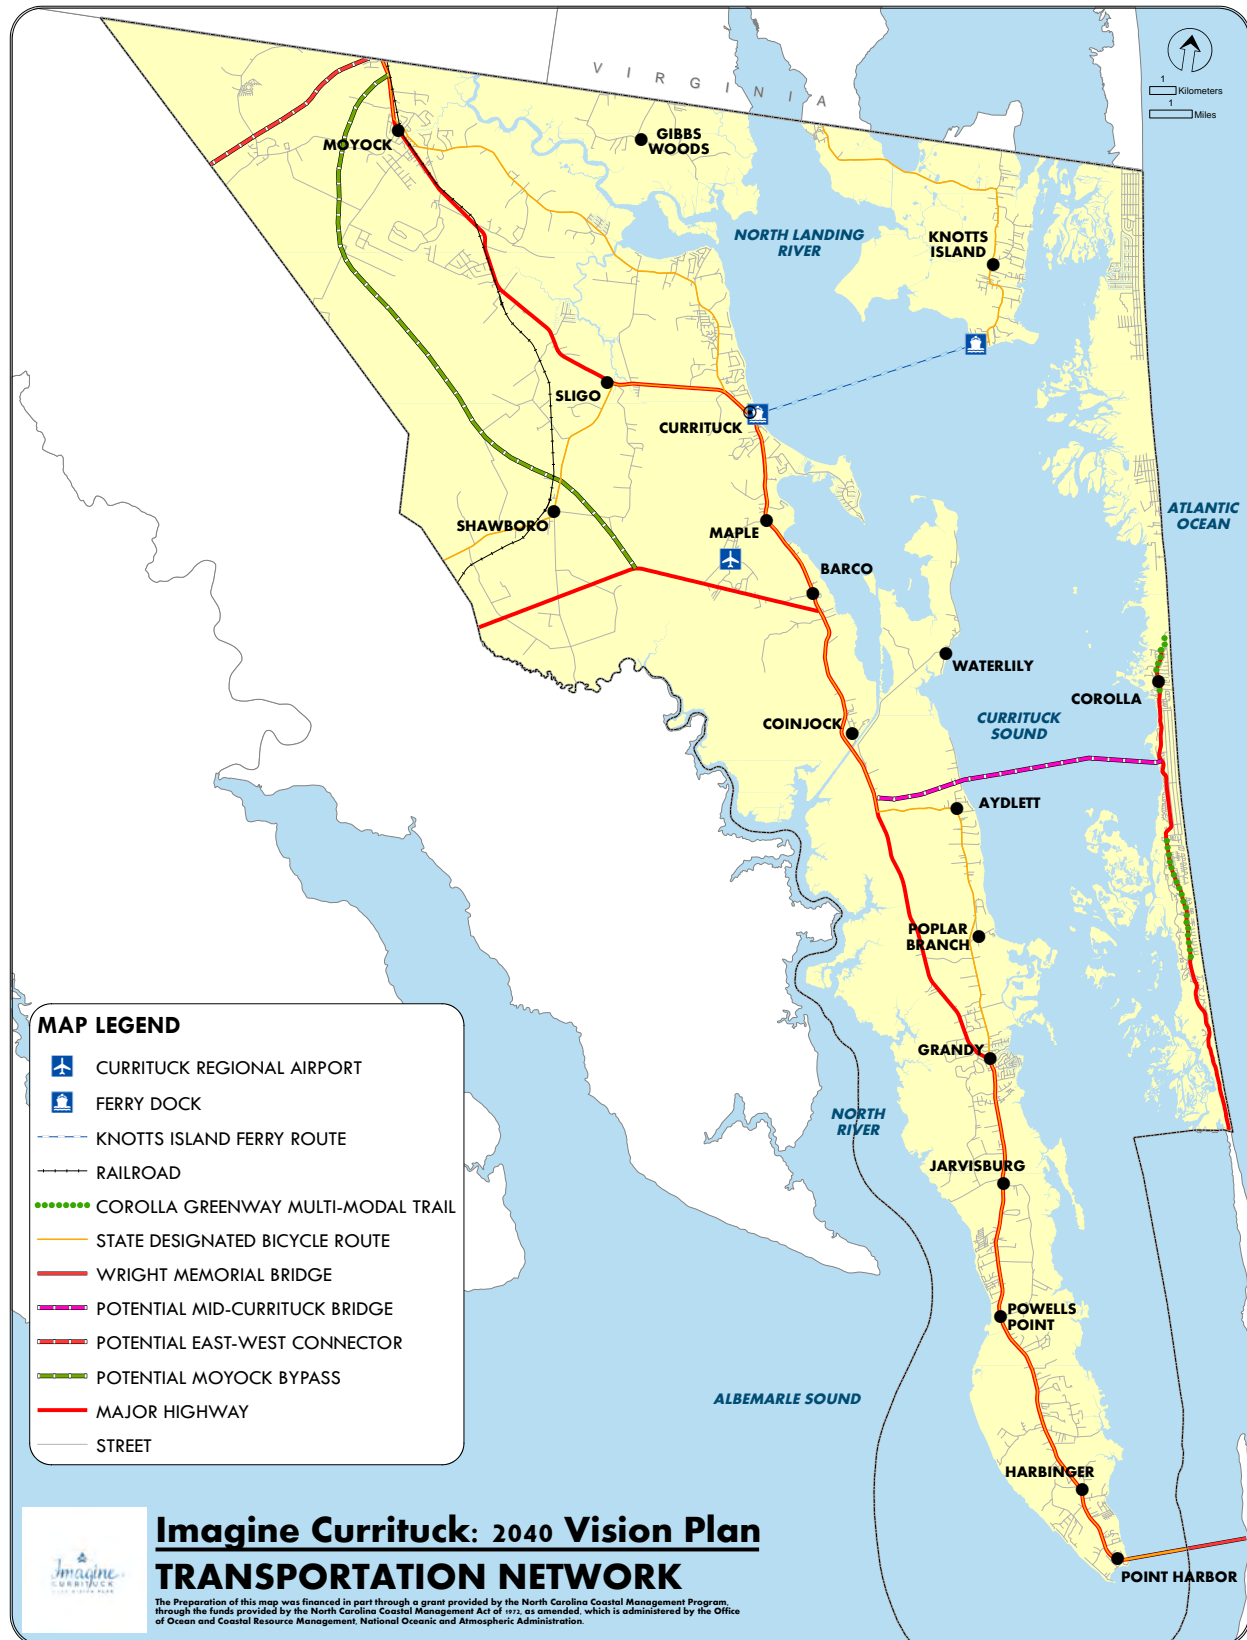 VIRGINIA
1
Kilometers
1
Miles
MOYOCK
GIBBS
WOODS
NORTH LANDING
RIVER
KNOTTS
ISLAND
SLIGO
CURRITUCK
SHAWBORO
MAPLE
ATLANTIC
OCEAN
BARCO
WATERLILY
COROLLA
COINJOCK
CURRITUCK
SOUND
AYDLETT
POPLAR
BRANCH
GRANDY
NORTH
RIVER
JARVISBURG
POWELLS
POINT
ALBEMARLE SOUND
HARBINGER
POINT HARBOR
MAP LEGEND
CURRITUCK REGIONAL AIRPORT
FERRY DOCK
KNOTTS ISLAND FERRY ROUTE
RAILROAD
COROLLA GREENWAY MULTI-MODAL TRAIL
STATE DESIGNATED BICYCLE ROUTE
WRIGHT MEMORIAL BRIDGE
POTENTIAL MID-CURRITUCK BRIDGE
POTENTIAL EAST-WEST CONNECTOR
POTENTIAL MOYOCK BYPASS
MAJOR HIGHWAY
STREET
Imagine
CURRITUCK
2040 VISION PLAN
Imagine Currituck: 2040 Vision Plan
TRANSPORTATION NETWORK
The Preparation of this map was financed in part through a grant provided by the North Carolina Coastal Management Program,
through the funds provided by the North Carolina Coastal Management Act of 1972, as amended, which is administered by the Office
of Ocean and Coastal Resource Management, National Oceanic and Atmospheric Administration.